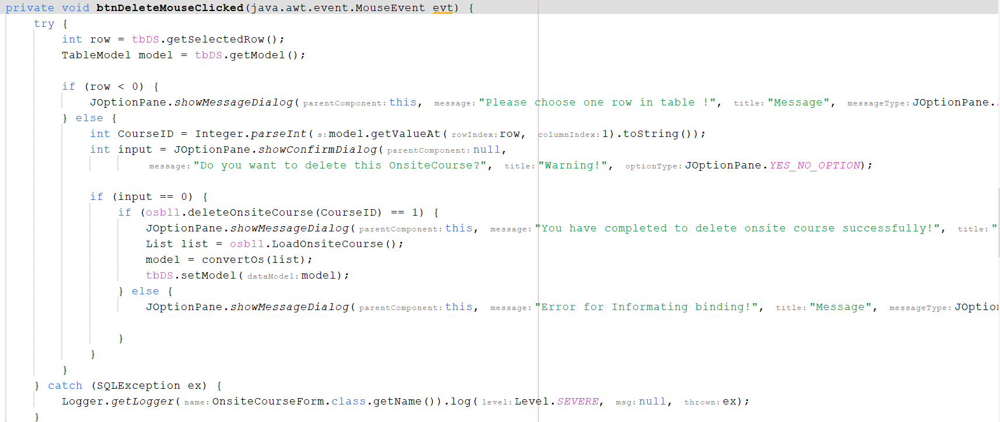 private void btnDeleteMouseClicked(java.awt.event.MouseEvent evt) {
try {
int row = tbDS.getSelectedRow();
TableModel model = tbDS.getModel();
if (row < 0) {
JOptionPane.showMessageDialog( parentComponent: this, message: "Please choose one row in table !", title: "Message", messageType: JOptionPane.
} else {
int CourseID = Integer.parseInt( s: model.getValueAt( rowIndex: row, columnIndex: 1).toString());
int input = JOptionPane.showConfirmDialog( parentComponent: null,
message: "Do you want to delete this OnsiteCourse?", title: "Warning!", optionType: JOptionPane.YES_NO_OPTION);
if (input == 0) {
if (osbll.deleteOnsiteCourse(CourseID) == 1) {
JOptionPane.showMessageDialog( parentComponent: this, message: "You have completed to delete onsite course successfully!", title: "
List list = osbll.LoadOnsiteCourse();
model = convertOs(list);
tbDS.setModel( dataModel: model);
} else {
JOptionPane.showMessageDialog( parentComponent: this, message: "Error for Informating binding!", title: "Message", messageType: JOptio
}
}
}
} catch (SQLException ex) {
Logger.getLogger( name: OnsiteCourseForm.class.getName()).log( level: Level.SEVERE, msg: null, thrown: ex);
}